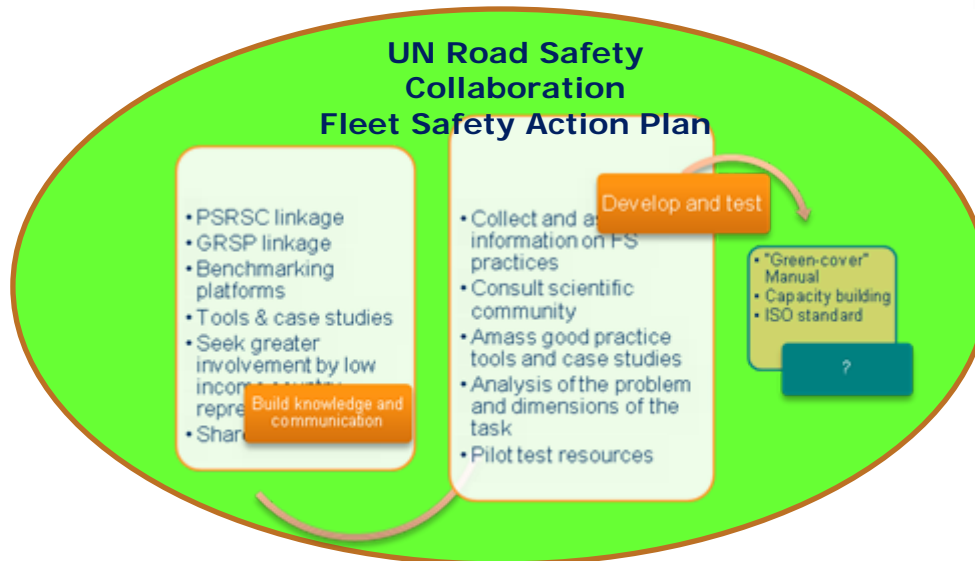 UN Road Safety
Collaboration
Fleet Safety Action Plan
• PSRSC linkage
• GRSP linkage
• Benchmarking
platforms
• Tools & case studies
• Seek greater
involvement by low
income
• Share
Build knowledge and
communication
• Collect and
information on FS
practices
• Consult scientific
community
• Amass good practice
tools and case studies
• Analysis of the problem
and dimensions of the
task
• Pilot test resources
Develop and test
• "Green-cover"
Manual
• Capacity building
• ISO standard
?